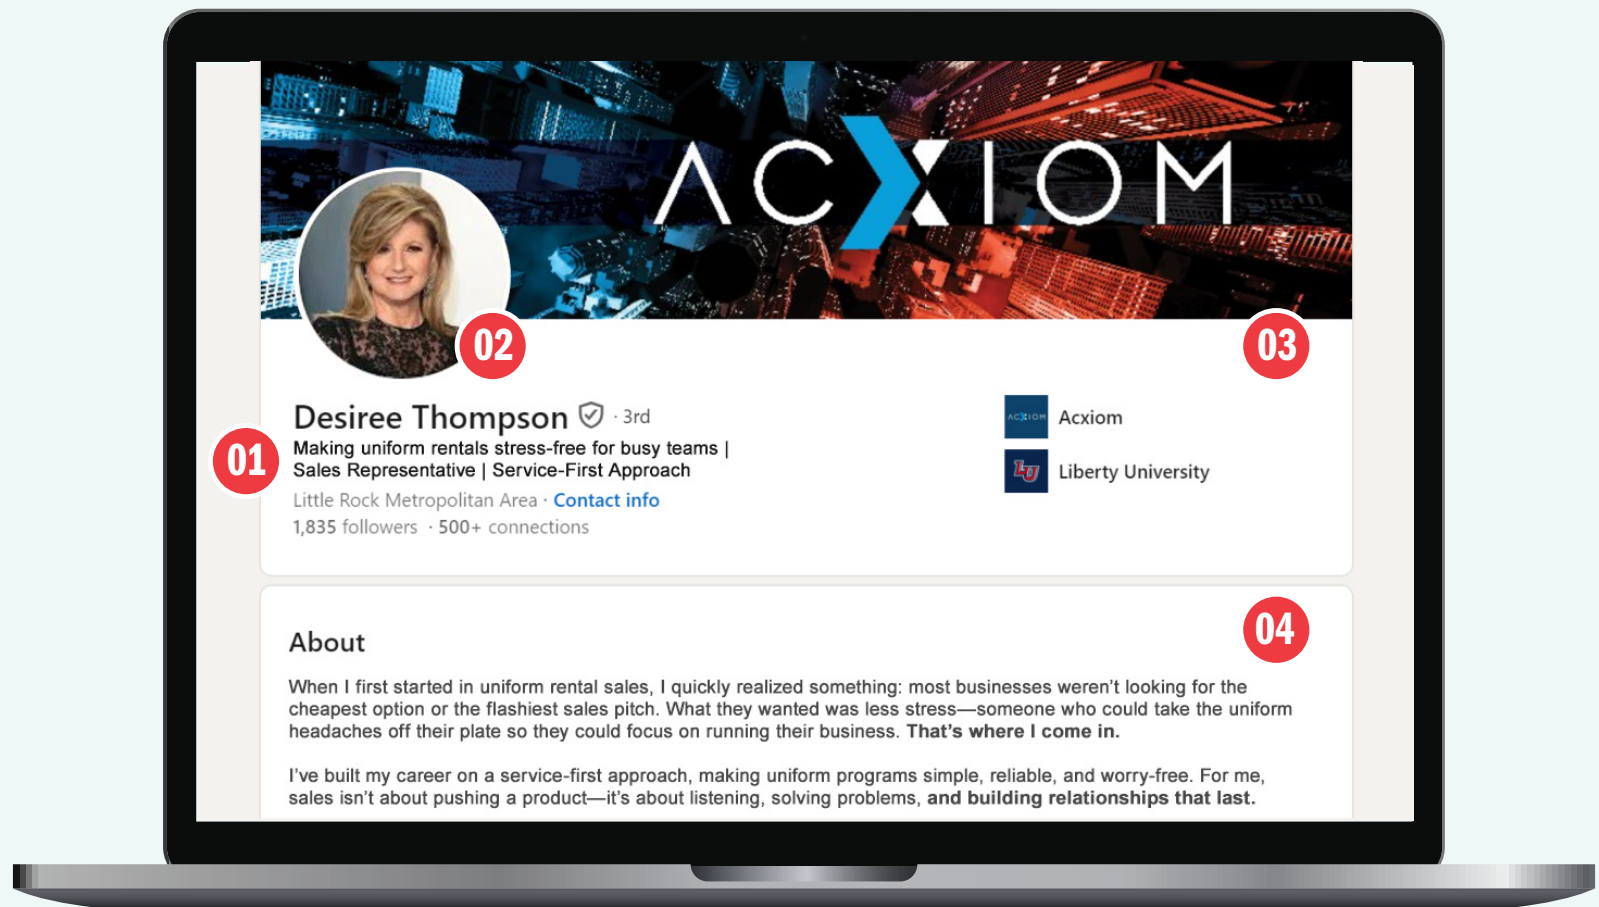 ACXIOM
02
03
Desiree Thompson · 3rd
01
Making uniform rentals stress-free for busy teams |
Sales Representative | Service-First Approach
Little Rock Metropolitan Area · Contact info
1,835 followers · 500+ connections
ACXIOM
Acxiom
LU
Liberty University
04
About
When I first started in uniform rental sales, I quickly realized something: most businesses weren’t looking for the
cheapest option or the flashiest sales pitch. What they wanted was less stress—someone who could take the uniform
headaches off their plate so they could focus on running their business. That’s where I come in.
I’ve built my career on a service-first approach, making uniform programs simple, reliable, and worry-free. For me,
sales isn’t about pushing a product—it’s about listening, solving problems, and building relationships that last.